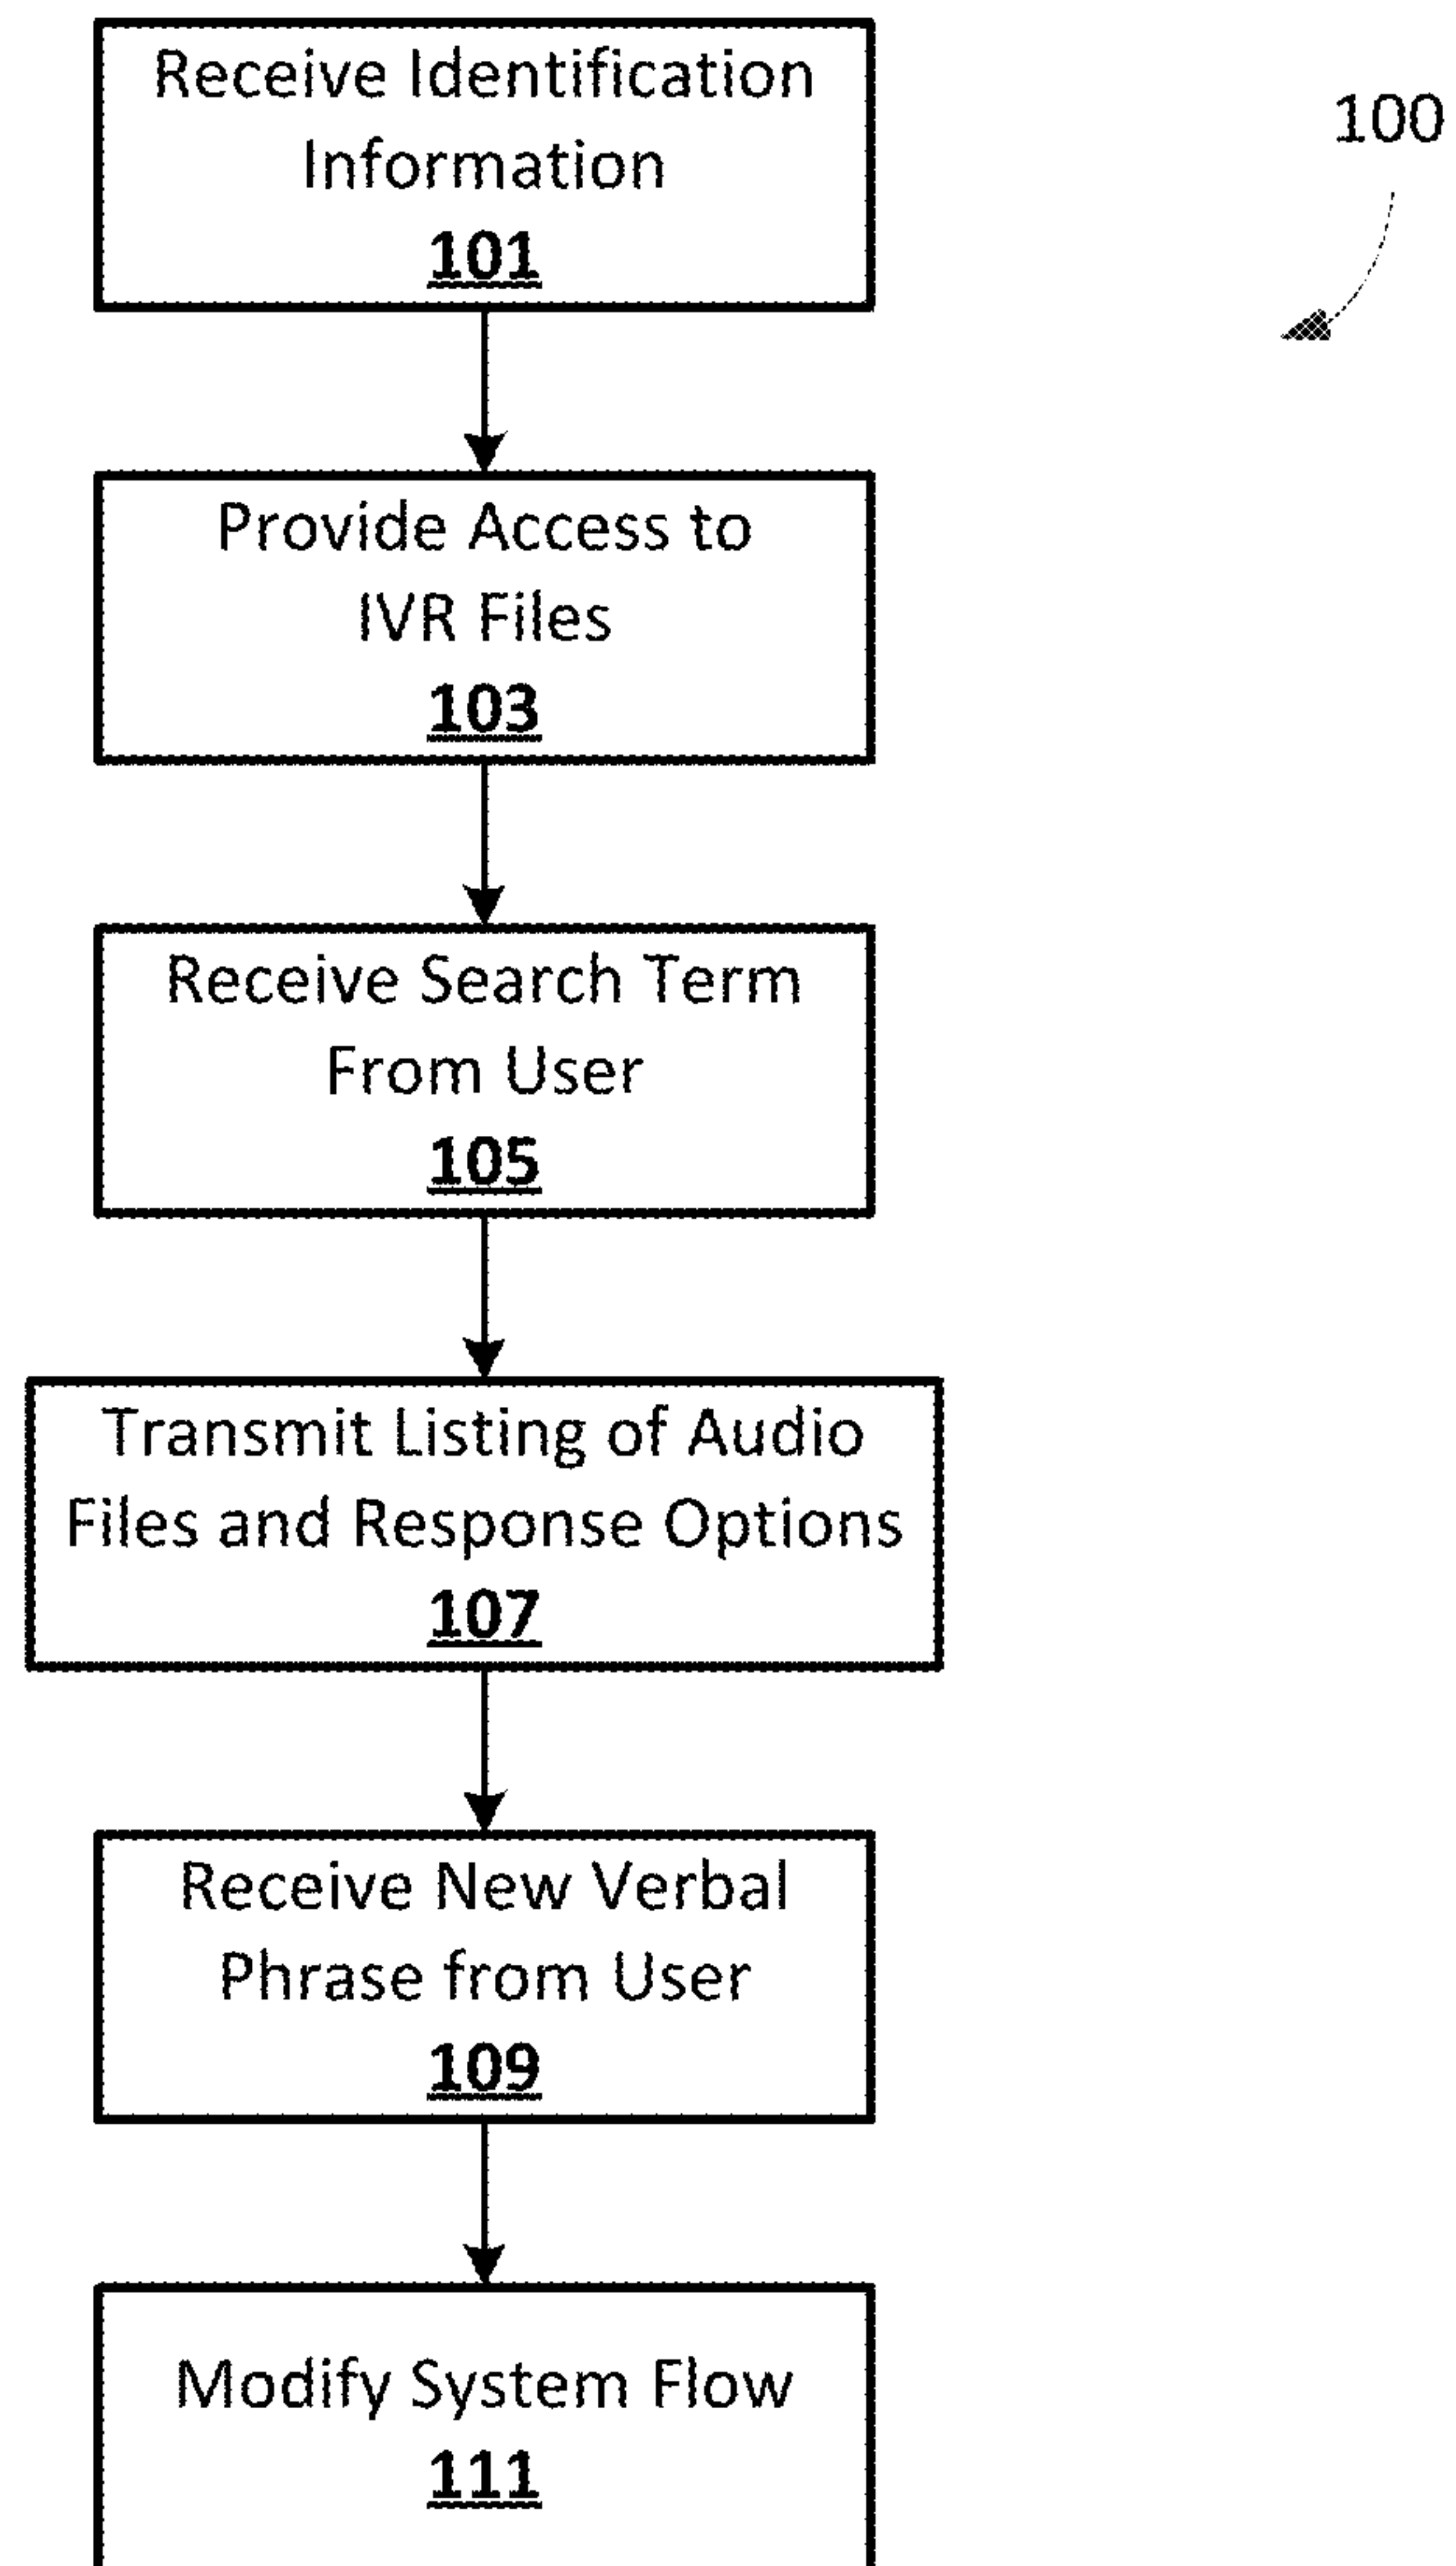 Receive Identification
Information
101
100
Provide Access to
IVR Files
103
Receive Search Term
From User
105
Transmit Listing of Audio
Files and Response Options
107
Receive New Verbal
Phrase from User
109
Modify System Flow
111